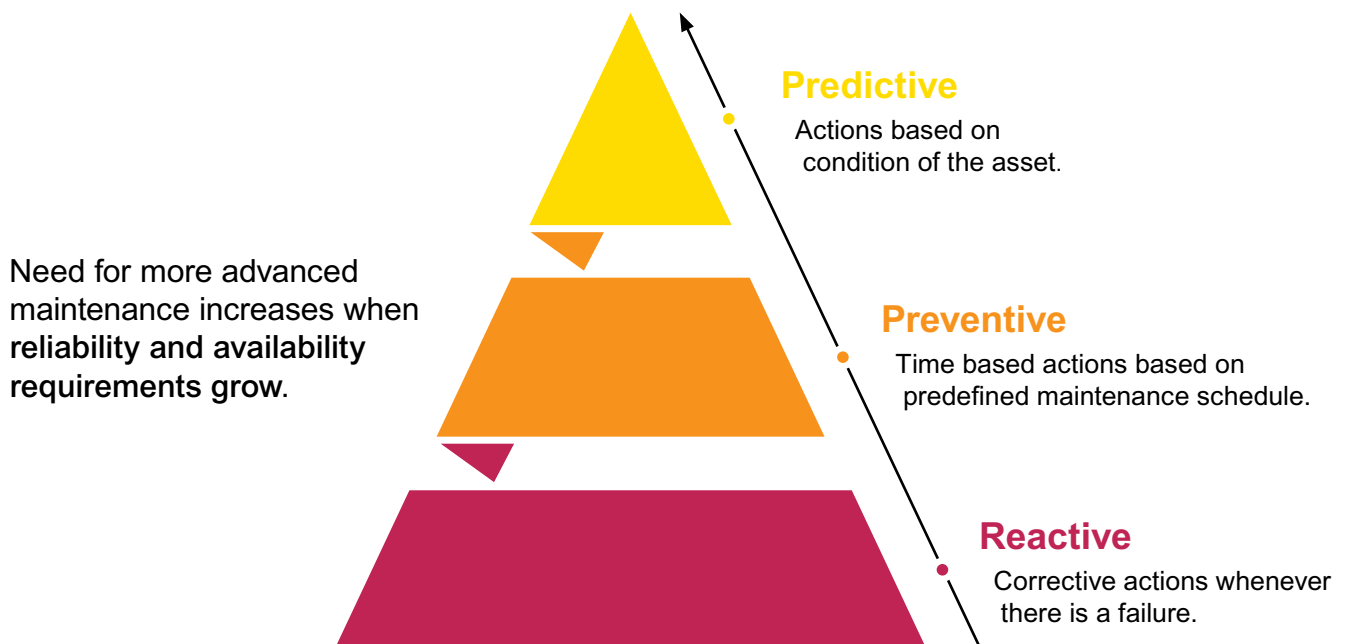 Predictive
Actions based on
condition of the asset.
Need for more advanced
maintenance increases when
reliability and availability
requirements grow.
Preventive
Time based actions based on
predefined maintenance schedule.
Reactive
Corrective actions whenever
there is a failure.